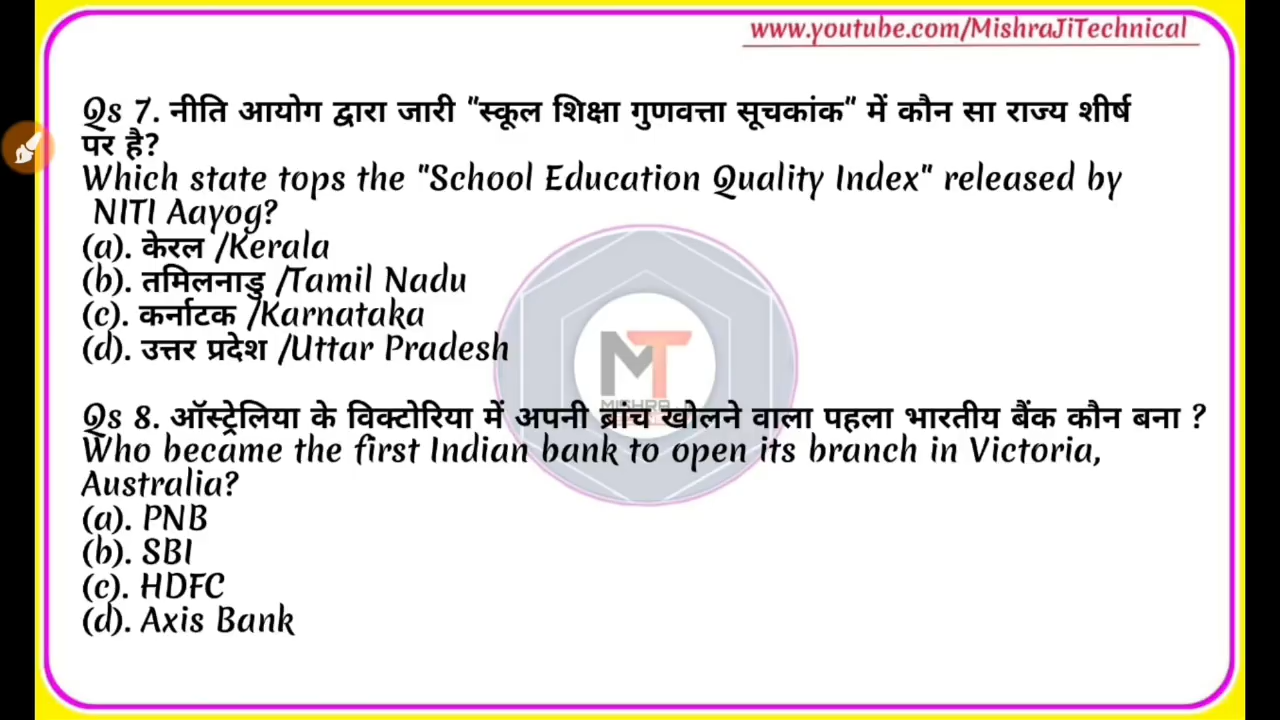 www.youtube.com/MishraJiTechnical
Qs 7. नीति आयोग द्वारा जारी "स्कूल शिक्षा गुणवत्ता सूचकांक" में कौन सा राज्य शीर्ष
पर है?
Which state tops the "School Education Quality Index" released by
NITI Aayog?
(a). केरल /Kerala
(b). तमिलनाडु /Tamil Nadu
(c). कर्नाटक /Karnataka
(d). उत्तर प्रदेश /Uttar Pradesh
MT
MISHRA
Qs 8. ऑस्ट्रेलिया के विक्टोरिया में अपनी ब्रांच खोलने वाला पहला भारतीय बैंक कौन बना ?
Who became the first Indian bank to open its branch in Victoria,
Australia?
(a). PNB
(b). SBI
(c). HDFC
(d). Axis Bank